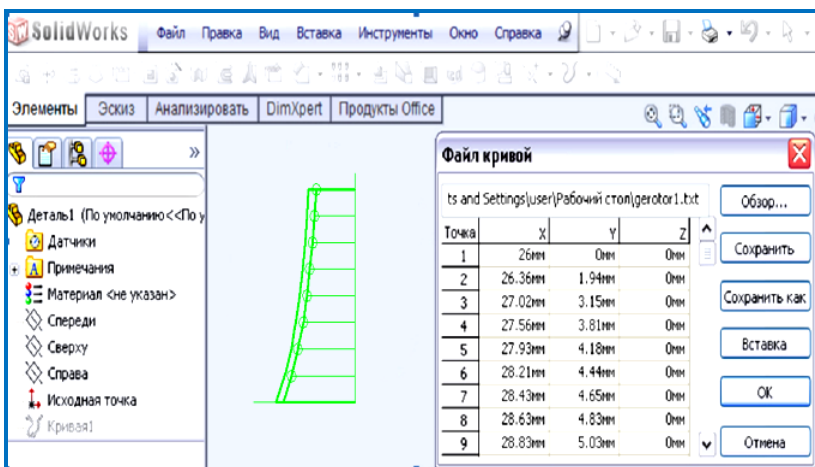 SolidWorks Файл Правка Вид Вставка Инструменты Окно Справка
Элементы Эскиз Анализировать DimXpert Продукты Office
»
Деталь1 (По умолчанию<<По у
Датчики
A Примечания
Материал <не указан>
Спереди
Сверху
Справа
Исходная точка
Кривая1
Файл кривой
ts and Settings\user\Рабочий стол\gerotor1.txt Обзор...
Точка X Y Z
1 26мм 0мм 0мм
2 26.36мм 1.94мм 0мм
3 27.02мм 3.15мм 0мм
4 27.56мм 3.81мм 0мм
5 27.93мм 4.18мм 0мм
6 28.21мм 4.44мм 0мм
7 28.43мм 4.65мм 0мм
8 28.63мм 4.83мм 0мм
9 28.83мм 5.03мм 0мм
Сохранить
Сохранить как
Вставка
OK
Отмена